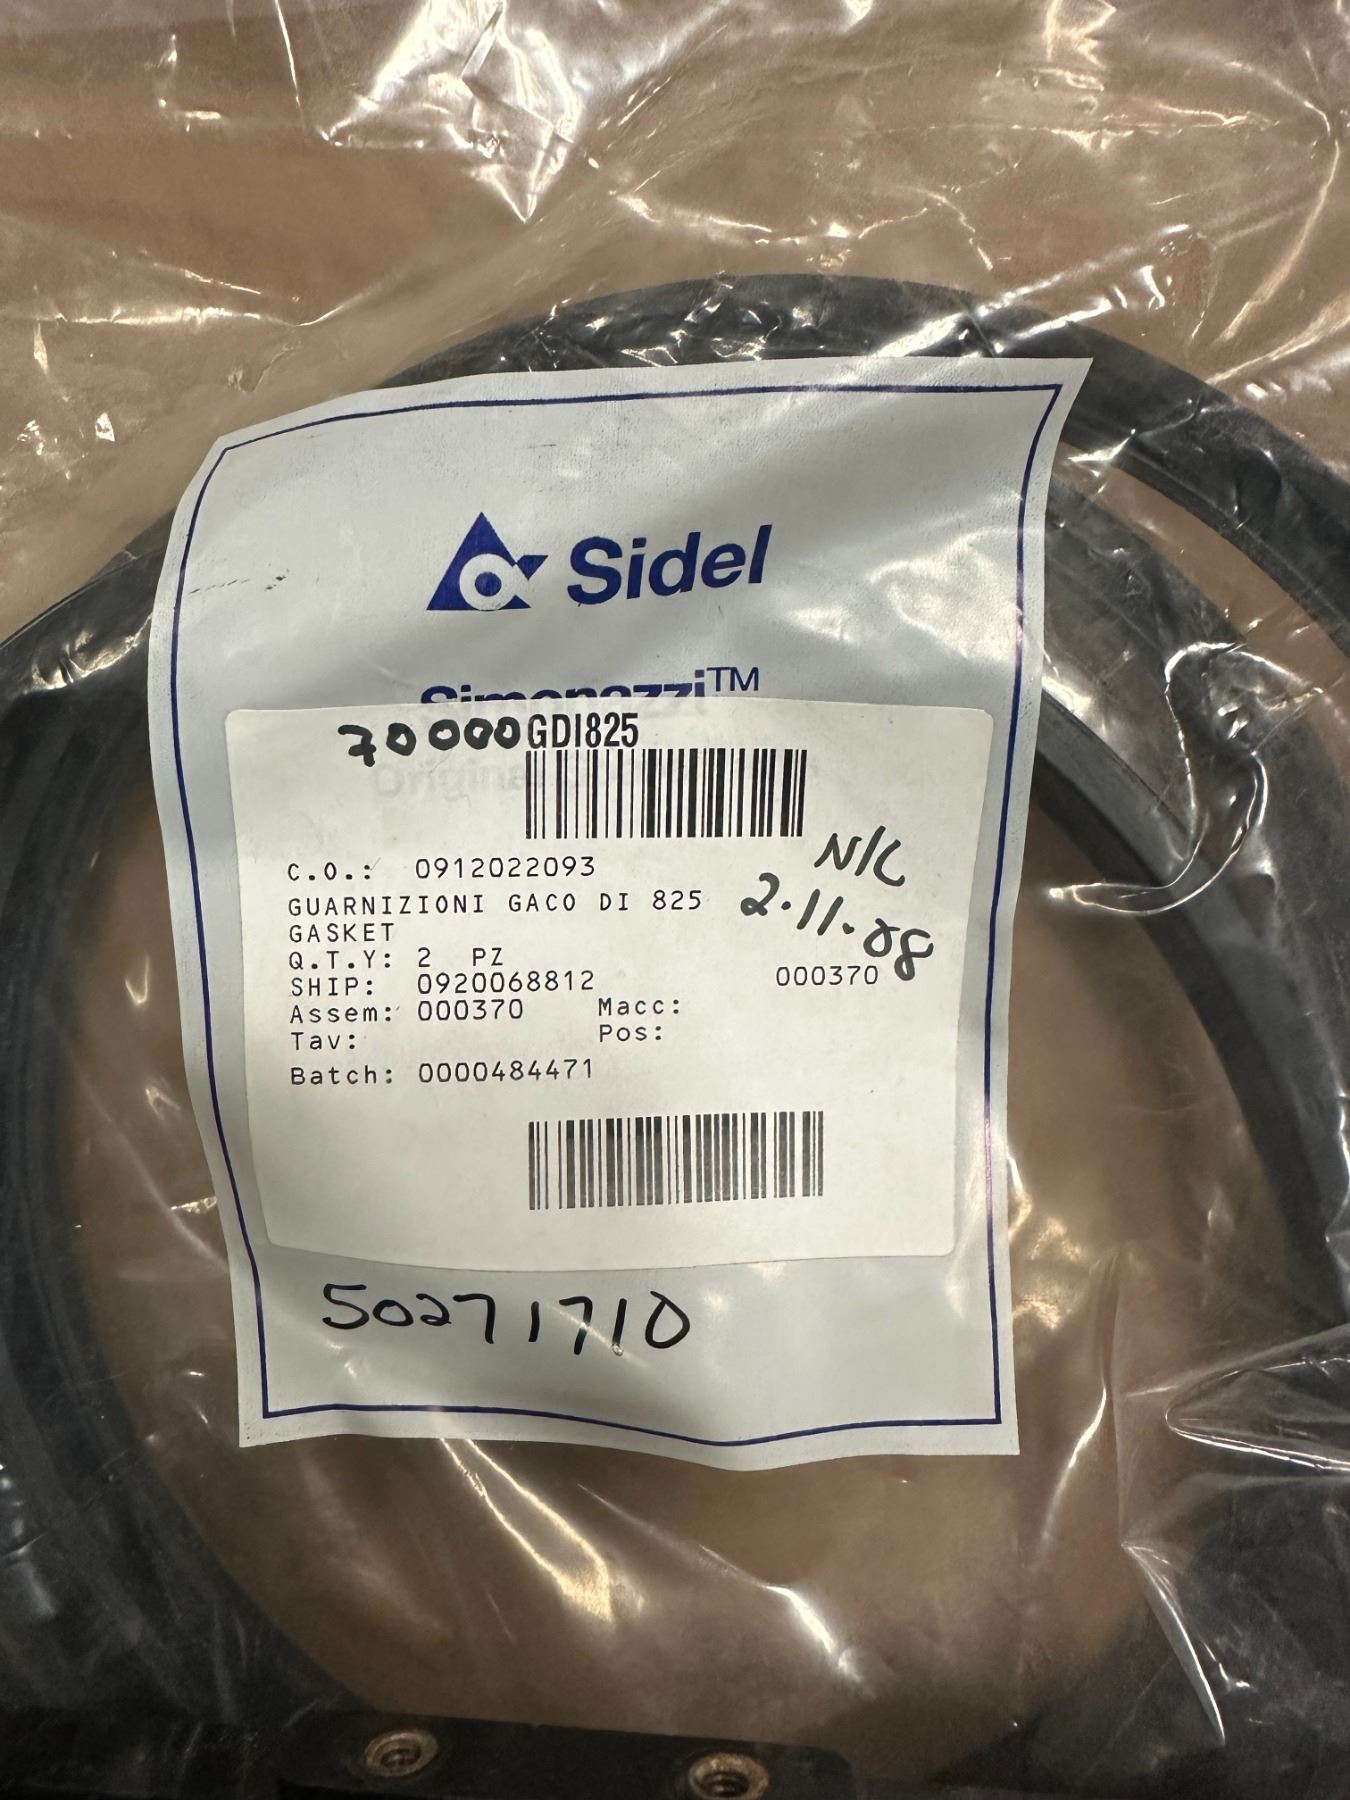 Sidel
Simonazzi™
70000GDI825
Original
C.O.: 0912022093
N/C
GUARNIZIONI GACO DI 825
2.11.08
GASKET
Q.T.Y: 2 PZ
SHIP: 0920068812
000370
Assem: 000370 Macc:
Tav: Pos:
Batch: 0000484471
50271710